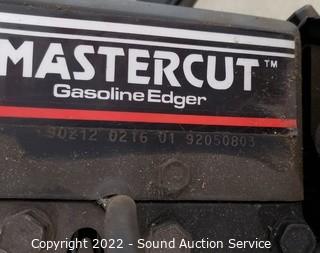 MASTERCUT™
Gasoline Edger
90212 0216 01 92050803
Copyright © 2022 - Sound Auction Service